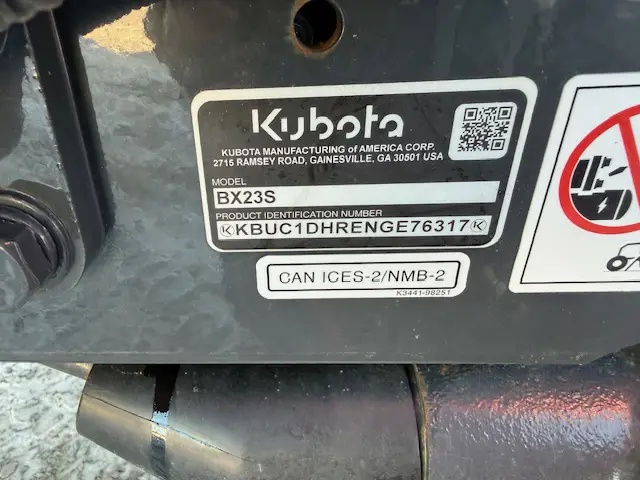 Kubota
KUBOTA MANUFACTURING of AMERICA CORP.
2715 RAMSEY ROAD, GAINESVILLE, GA 30501 USA
MODEL
BX23S
PRODUCT IDENTIFICATION NUMBER
KBUC1DHRENGE76317
CAN ICES-2/NMB-2
K3441-98251